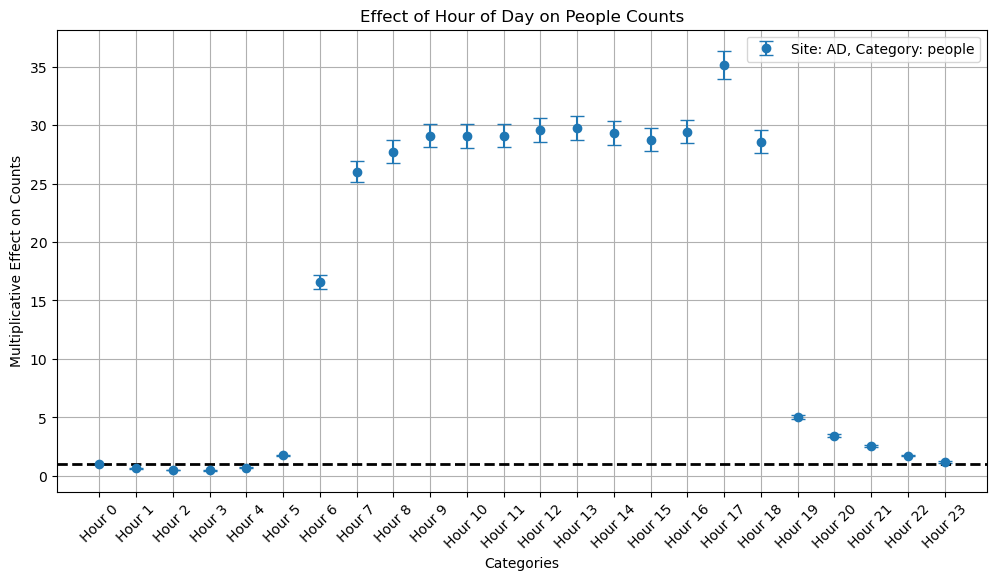 Effect of Hour of Day on People Counts
Site: AD, Category: people
Multiplicative Effect on Counts
35
30
25
20
15
10
5
0
Hour 0
Hour 1
Hour 2
Hour 3
Hour 4
Hour 5
Hour 6
Hour 7
Hour 8
Hour 9
Hour 10
Hour 11
Hour 12
Hour 13
Hour 14
Hour 15
Hour 16
Hour 17
Hour 18
Hour 19
Hour 20
Hour 21
Hour 22
Hour 23
Categories